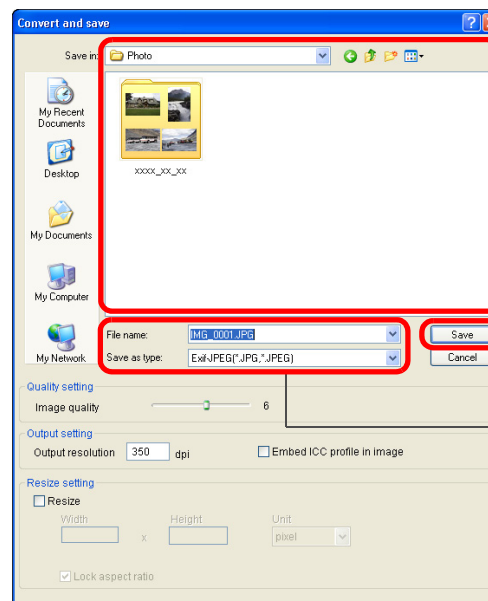 Convert and save
Save in: Photo
My Recent
Documents
Desktop
My Documents
My Computer
My Network
xxxx_xx_xx
File name: IMG_0001.JPG Save
Save as type: Exif-JPEG(*.JPG,*.JPEG) Cancel
Quality setting
Image quality 6
Output setting
Output resolution 350 dpi Embed ICC profile in image
Resize setting
Resize
Width Height Unit
x pixel
Lock aspect ratio